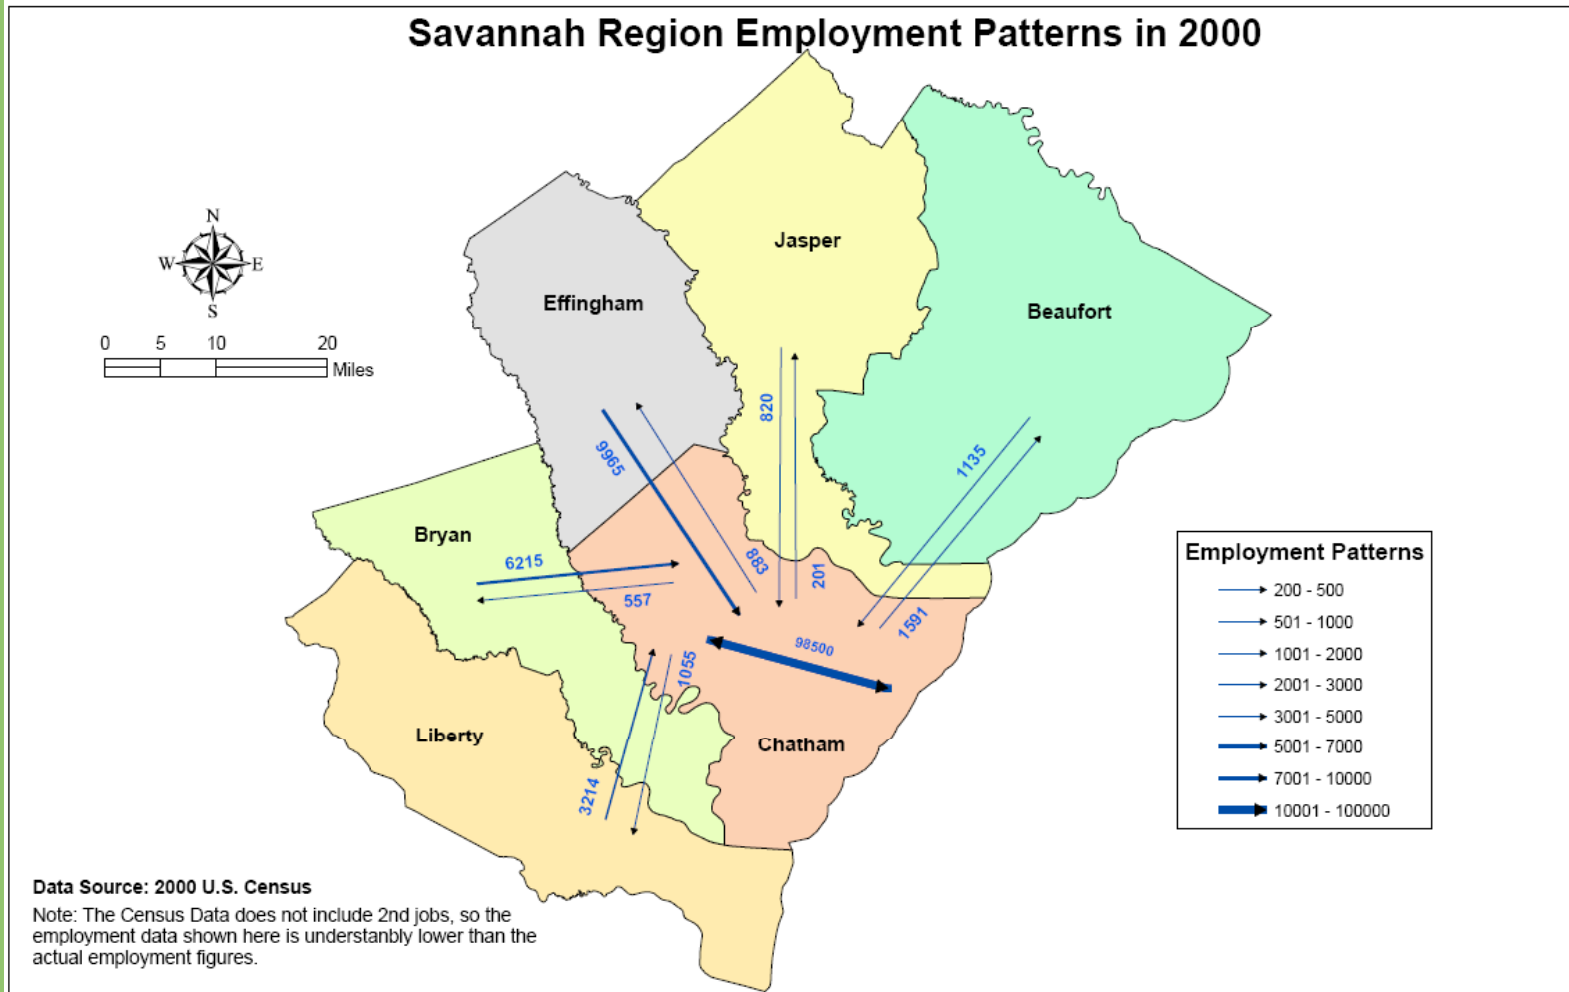 Savannah Region Employment Patterns in 2000
N
W E
S
0 5 10 20
Miles
Jasper
Effingham
Beaufort
820
9965
1135
Bryan
6215
883
201
557
1591
98500
1055
Liberty
Chatham
3214
Employment Patterns
200 - 500
501 - 1000
1001 - 2000
2001 - 3000
3001 - 5000
5001 - 7000
7001 - 10000
10001 - 100000
Data Source: 2000 U.S. Census
Note: The Census Data does not include 2nd jobs, so the
employment data shown here is understanbly lower than the
actual employment figures.